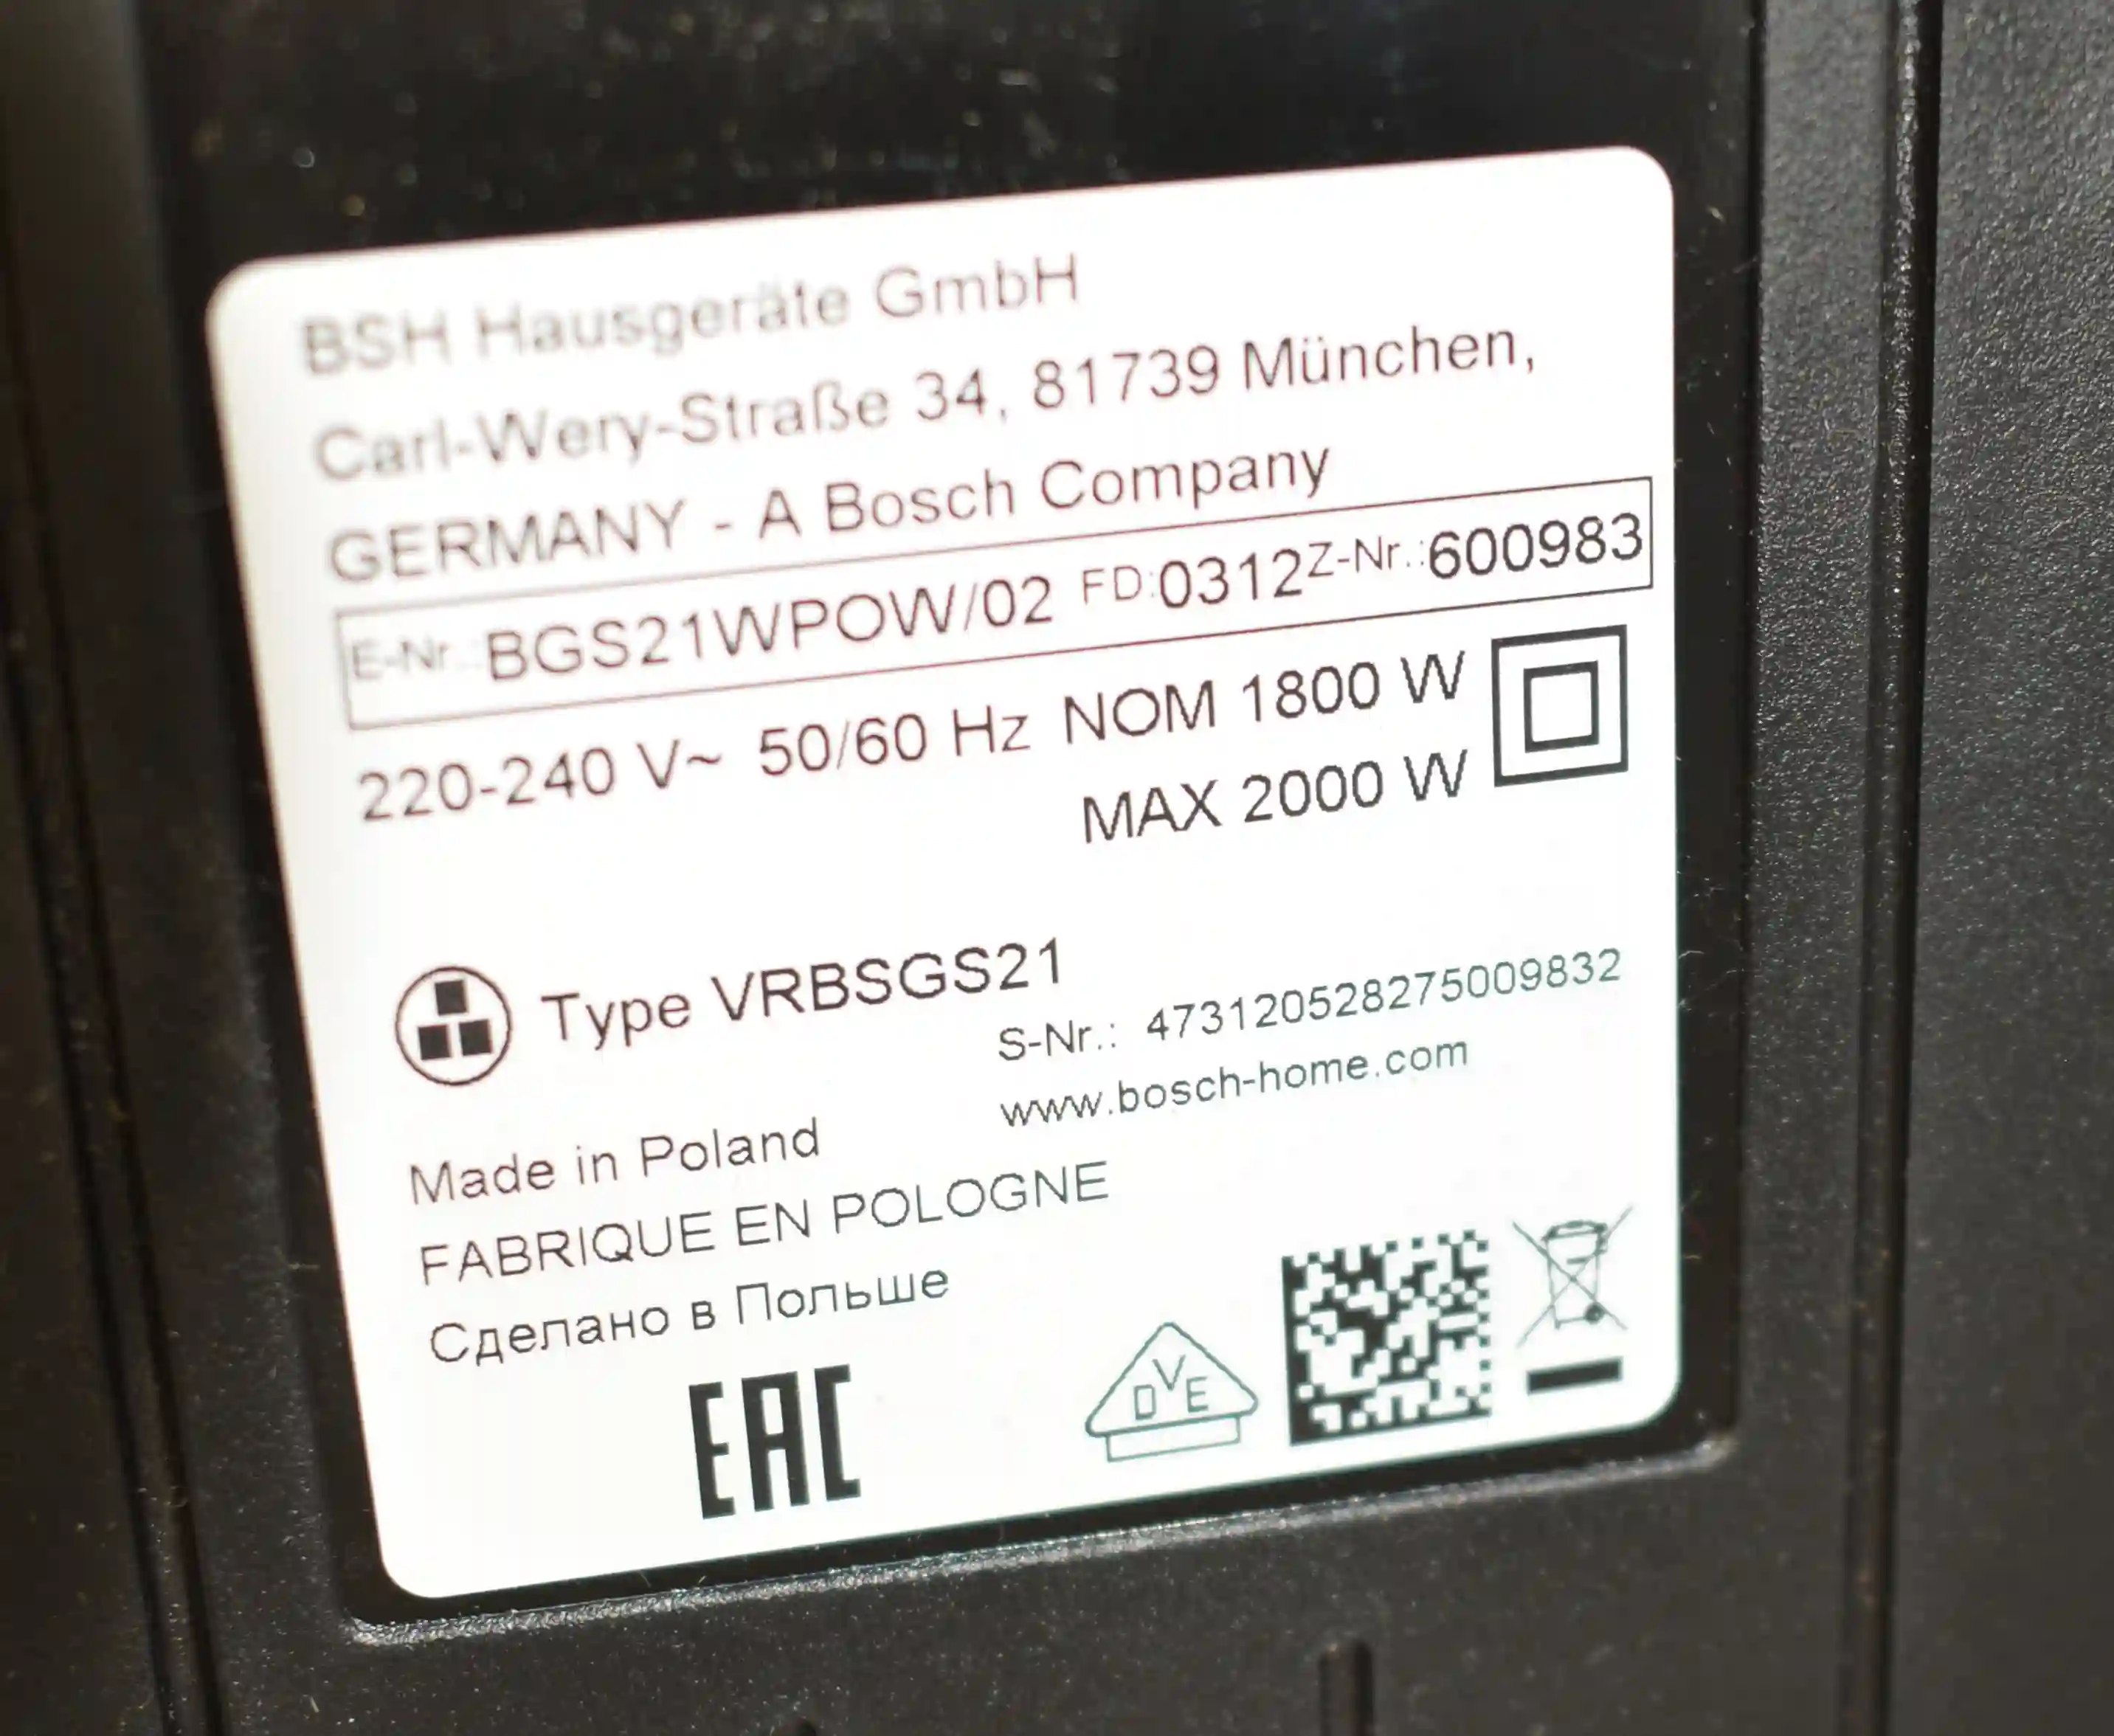 BSH Hausgeräte GmbH
Carl-Wery-Straße 34, 81739 München,
GERMANY - A Bosch Company
E-Nr.: BGS21WPOW/02 FD:0312 Z-Nr.:600983
220-240 V~ 50/60 Hz NOM 1800 W
MAX 2000 W
Type VRBSGS21
S-Nr.: 473120528275009832
www.bosch-home.com
Made in Poland
FABRIQUE EN POLOGNE
Сделано в Польше
EAC
DVE